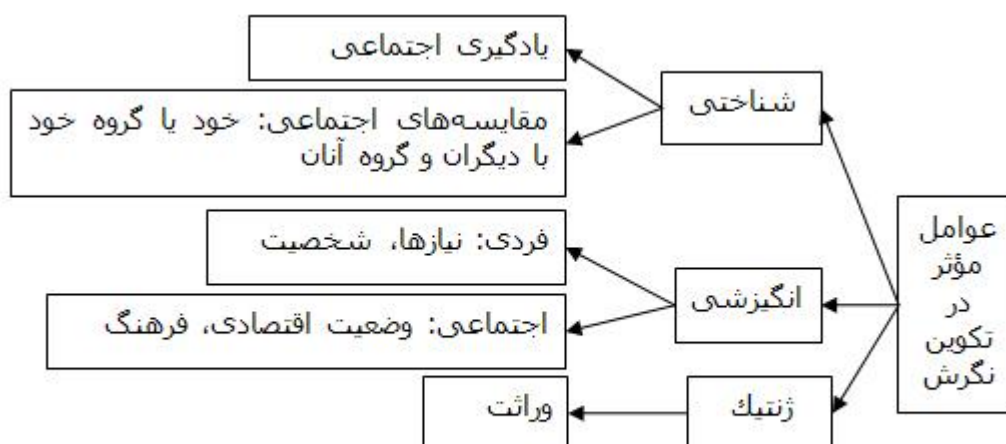 عوامل
مؤثر
در
تکوین
نگرش
شناختی
یادگیری اجتماعی
مقایسه‌های اجتماعی: خود یا گروه خود
با دیگران و گروه آنان
انگیزشی
فردی: نیازها، شخصیت
اجتماعی: وضعیت اقتصادی، فرهنگ
ژنتيك
وراثت